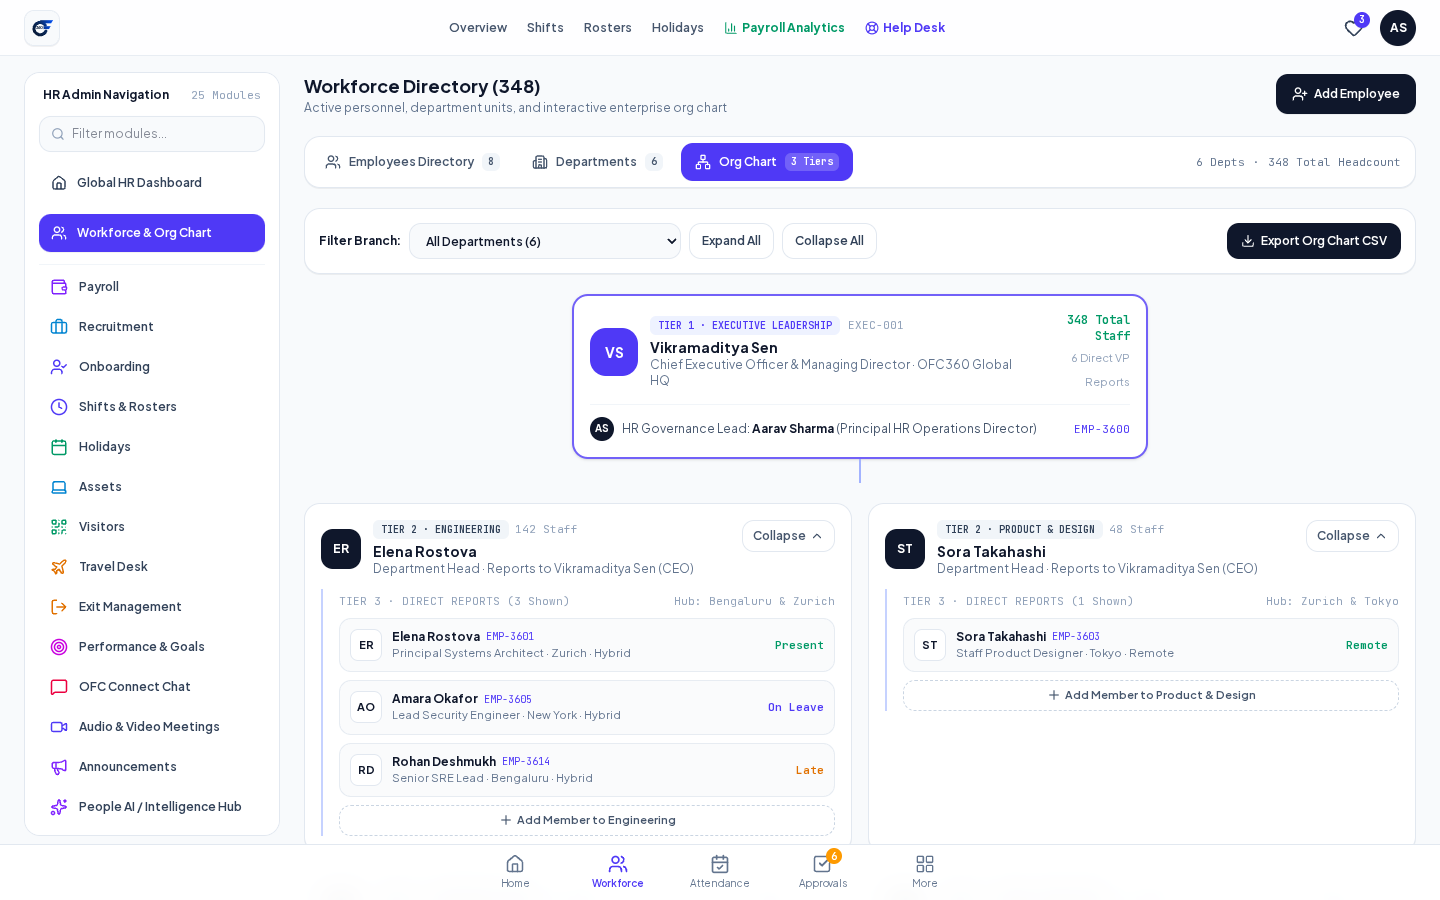 Overview Shifts Rosters Holidays Payroll Analytics Help Desk 3 AS
HR Admin Navigation 25 Modules
Filter modules...
Global HR Dashboard
Workforce & Org Chart
Payroll
Recruitment
Onboarding
Shifts & Rosters
Holidays
Assets
Visitors
Travel Desk
Exit Management
Performance & Goals
OFC Connect Chat
Audio & Video Meetings
Announcements
People AI / Intelligence Hub
Workforce Directory (348)
Active personnel, department units, and interactive enterprise org chart
Add Employee
Employees Directory 8 Departments 6 Org Chart 3 Tiers 6 Depts · 348 Total Headcount
Filter Branch: All Departments (6) Expand All Collapse All Export Org Chart CSV
VS
TIER 1 · EXECUTIVE LEADERSHIP EXEC-001
Vikramaditya Sen
Chief Executive Officer & Managing Director · OFC360 Global
HQ
348 Total
Staff
6 Direct VP
Reports
AS HR Governance Lead: Aarav Sharma (Principal HR Operations Director) EMP-3600
ER
TIER 2 · ENGINEERING 142 Staff
Elena Rostova
Department Head · Reports to Vikramaditya Sen (CEO)
Collapse
TIER 3 · DIRECT REPORTS (3 Shown) Hub: Bengaluru & Zurich
ER
Elena Rostova EMP-3601
Principal Systems Architect · Zurich · Hybrid
Present
AO
Amara Okafor EMP-3605
Lead Security Engineer · New York · Hybrid
On Leave
RD
Rohan Deshmukh EMP-3614
Senior SRE Lead · Bengaluru · Hybrid
Late
Add Member to Engineering
ST
TIER 2 · PRODUCT & DESIGN 48 Staff
Sora Takahashi
Department Head · Reports to Vikramaditya Sen (CEO)
Collapse
TIER 3 · DIRECT REPORTS (1 Shown) Hub: Zurich & Tokyo
ST
Sora Takahashi EMP-3603
Staff Product Designer · Tokyo · Remote
Remote
Add Member to Product & Design
6
Home Workforce Attendance Approvals More